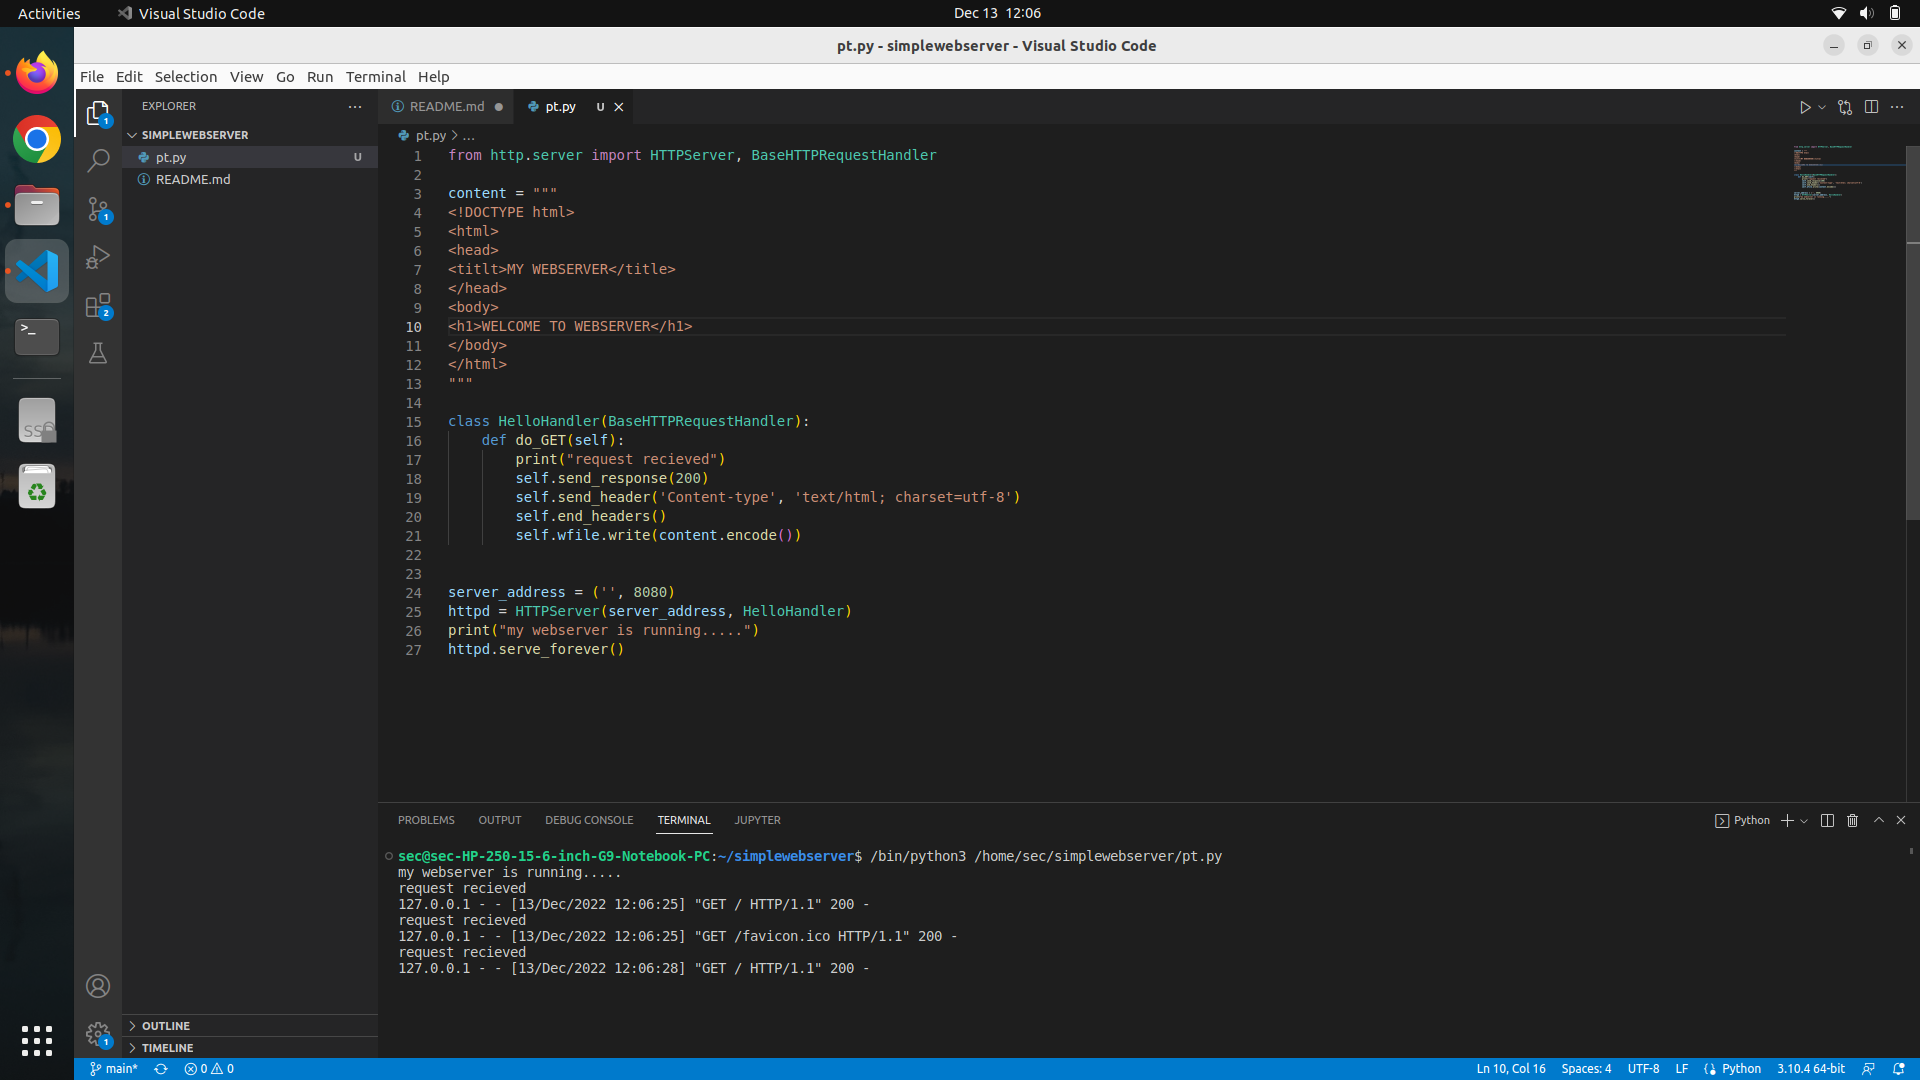 Activities
Visual Studio Code
Dec 13 12:06
pt.py - simplewebserver - Visual Studio Code
File Edit Selection View Go Run Terminal Help
EXPLORER
SIMPLEWEBSERVER
pt.py U
README.md
1
1
2
1
SSD
>_
OUTLINE
TIMELINE
README.md
pt.py U
pt.py > ...
1 from http.server import HTTPServer, BaseHTTPRequestHandler
2
3 content = """
4 <!DOCTYPE html>
5 <html>
6 <head>
7 <titlt>MY WEBSERVER</title>
8 </head>
9 <body>
10 <h1>WELCOME TO WEBSERVER</h1>
11 </body>
12 </html>
13 """
14
15 class HelloHandler(BaseHTTPRequestHandler):
16     def do_GET(self):
17         print("request recieved")
18         self.send_response(200)
19         self.send_header('Content-type', 'text/html; charset=utf-8')
20         self.end_headers()
21         self.wfile.write(content.encode())
22
23
24 server_address = ('', 8080)
25 httpd = HTTPServer(server_address, HelloHandler)
26 print("my webserver is running.....")
27 httpd.serve_forever()
PROBLEMS OUTPUT DEBUG CONSOLE TERMINAL JUPYTER
Python
sec@sec-HP-250-15-6-inch-G9-Notebook-PC:~/simplewebserver$ /bin/python3 /home/sec/simplewebserver/pt.py
my webserver is running.....
request recieved
127.0.0.1 - - [13/Dec/2022 12:06:25] "GET / HTTP/1.1" 200 -
request recieved
127.0.0.1 - - [13/Dec/2022 12:06:25] "GET /favicon.ico HTTP/1.1" 200 -
request recieved
127.0.0.1 - - [13/Dec/2022 12:06:28] "GET / HTTP/1.1" 200 -
main* 0 0
Ln 10, Col 16 Spaces: 4 UTF-8 LF Python 3.10.4 64-bit